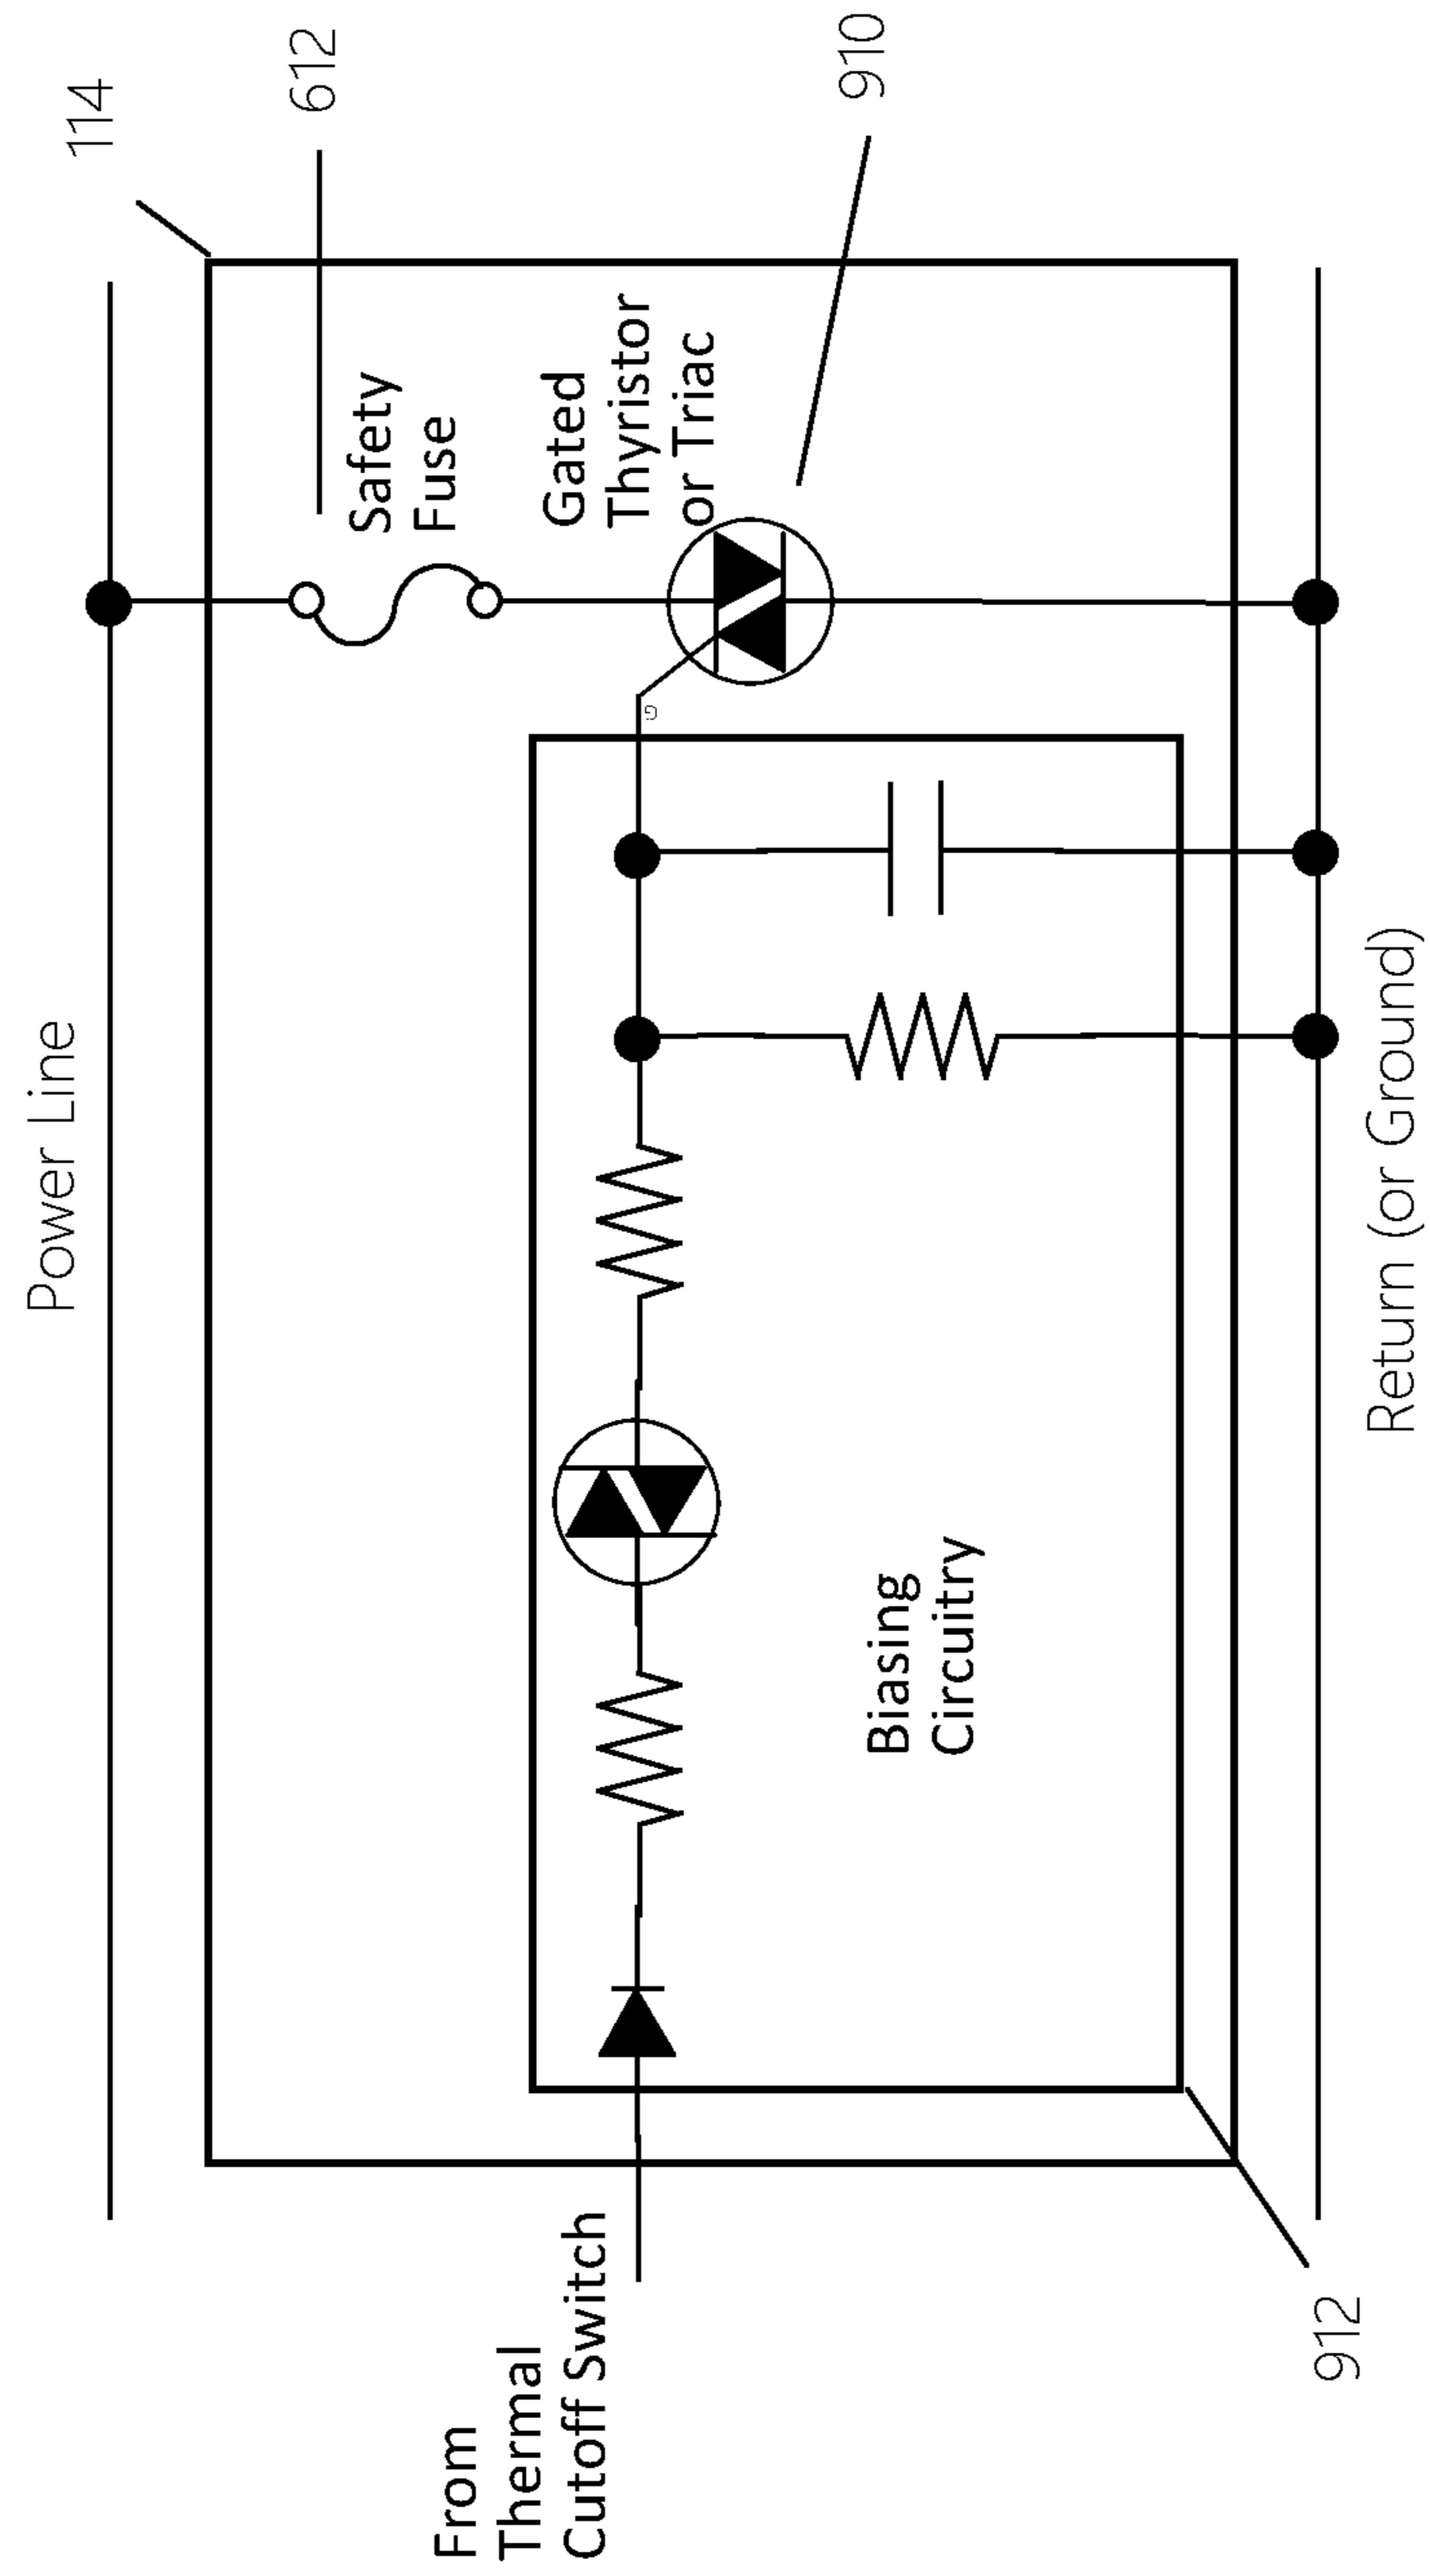 Power Line
114
612
Safety
Fuse
Gated
Thyristor
or Triac
910
G
From
Thermal
Cutoff Switch
Biasing
Circuitry
912
Return (or Ground)